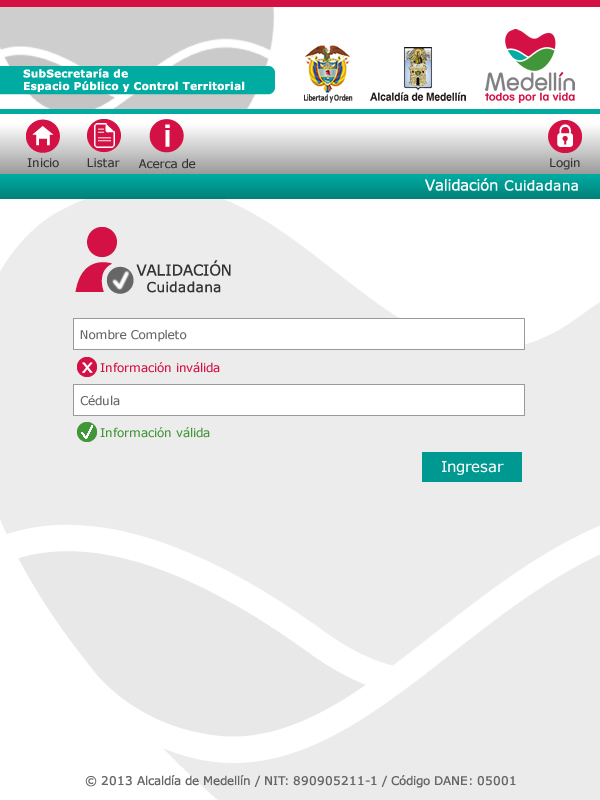 SubSecretaría de
Espacio Público y Control Territorial
Libertad y Orden
Alcaldía de Medellín
Medellín
todos por la vida
Inicio
Listar
Acerca de
Login
Validación Cuidadana
VALIDACIÓN
Cuidadana
Nombre Completo
Información inválida
Cédula
Información válida
Ingresar
© 2013 Alcaldía de Medellín / NIT: 890905211-1 / Código DANE: 05001